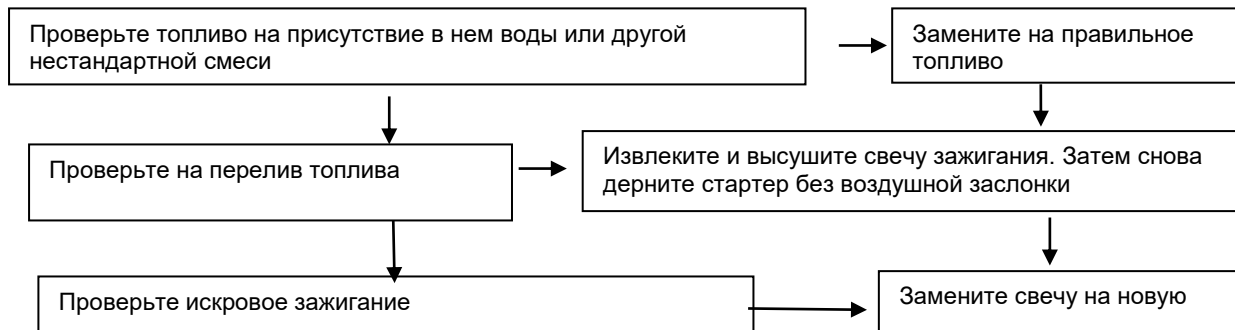 Проверьте топливо на присутствие в нем воды или другой
нестандартной смеси
Замените на правильное
топливо
Проверьте на перелив топлива
Извлеките и высушите свечу зажигания. Затем снова
дерните стартер без воздушной заслонки
Проверьте искровое зажигание
Замените свечу на новую